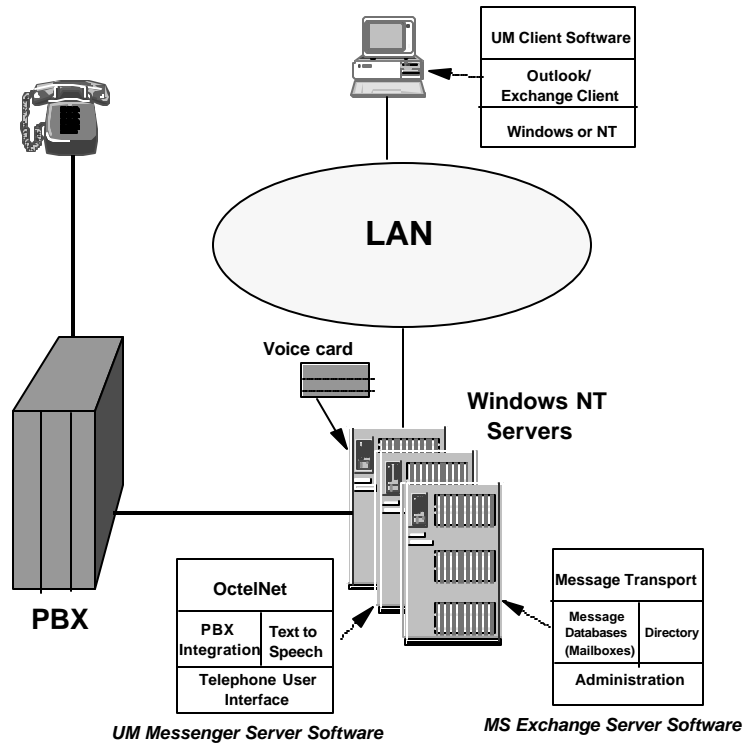 UM Client Software
Outlook/
Exchange Client
Windows or NT
LAN
Voice card
Windows NT
Servers
PBX
OctelNet
PBX
Integration
Text to
Speech
Telephone User
Interface
UM Messenger Server Software
Message Transport
Message
Databases
(Mailboxes)
Directory
Administration
MS Exchange Server Software